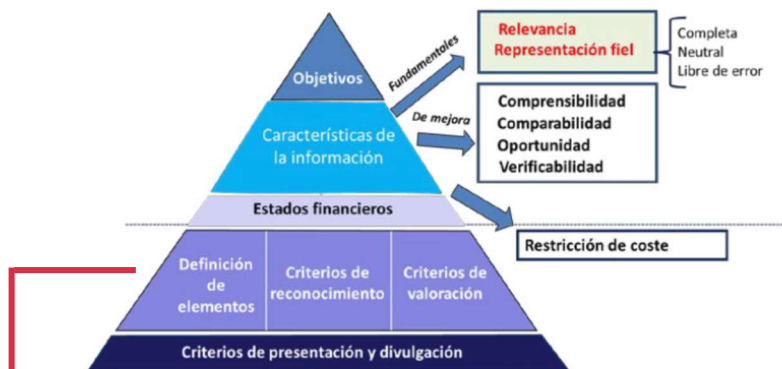 Objetivos
Fundamentales
Relevancia
Representación fiel
Completa
Neutral
Libre de error
Características de
la información
De mejora
Comprensibilidad
Comparabilidad
Oportunidad
Verificabilidad
Estados financieros
Restricción de coste
Definición
de
elementos
Criterios de
reconocimiento
Criterios de
valoración
Criterios de presentación y divulgación